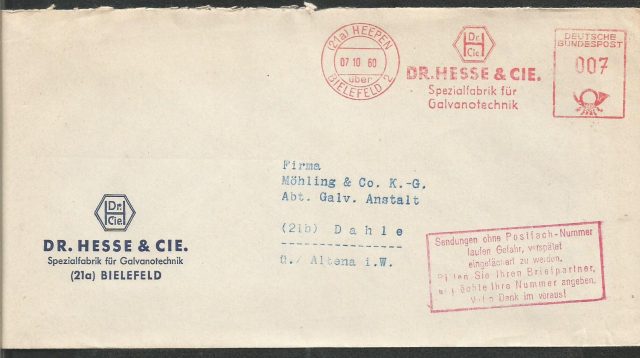 (21a) HEEPEN
07.10 60
über
BIELEFELD 2
Dr.
H
Cie.
DR. HESSE & CIE.
Spezialfabrik für
Galvanotechnik
DEUTSCHE
BUNDESPOST
007
Firma
Möhling & Co. K.-G.
Abt. Galv. Anstalt
(21b) Dahle
ü./ Altena i.W.
Dr.
H
Cie.
DR. HESSE & CIE.
Spezialfabrik für Galvanotechnik
(21a) BIELEFELD
Sendungen ohne Postfach-Nummer
laufen Gefahr, verspätet
eingefächert zu werden.
Bitten Sie Ihren Briefpartner,
Ihre Nummer angeben.
Dank im voraus!